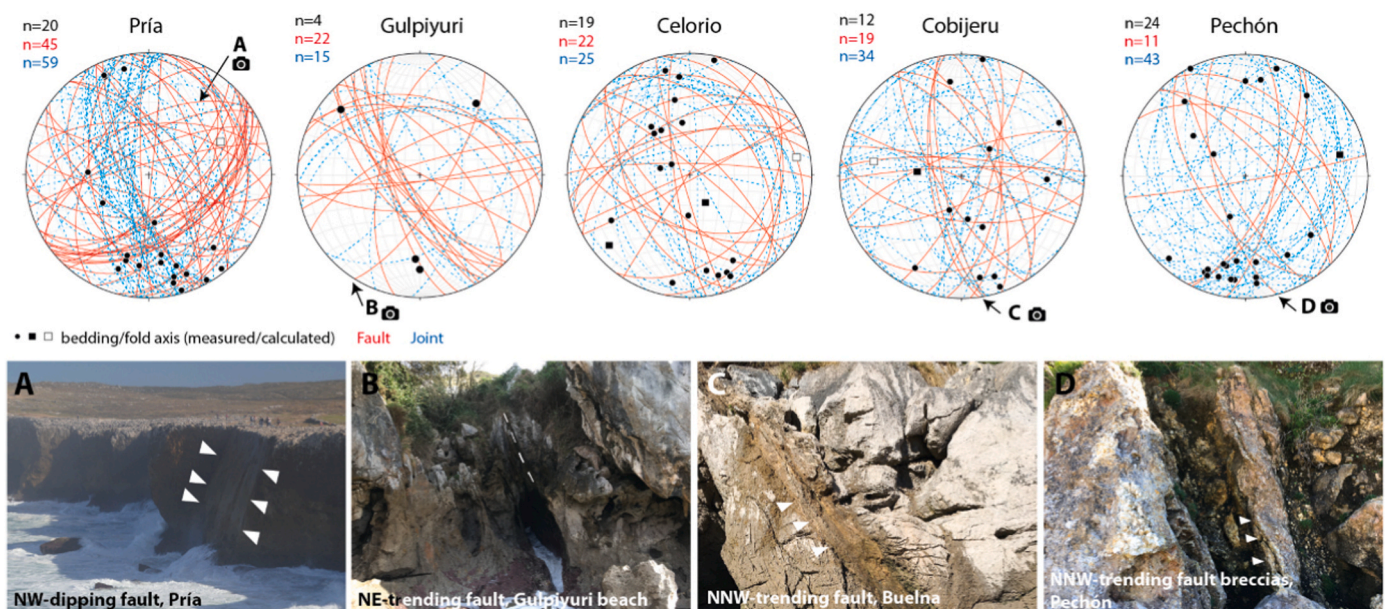 Pría
n=20
n=45
n=59
A
Gulpiyuri
n=4
n=22
n=15
B
Celorio
n=19
n=22
n=25
Cobijeru
n=12
n=19
n=34
C
Pechón
n=24
n=11
n=43
D
bedding/fold axis (measured/calculated) Fault Joint
A
NW-dipping fault, Pría
B
NE-trending fault, Gulpiyuri beach
C
NNW-trending fault, Buelna
D
NNW-trending fault breccias,
Pechón